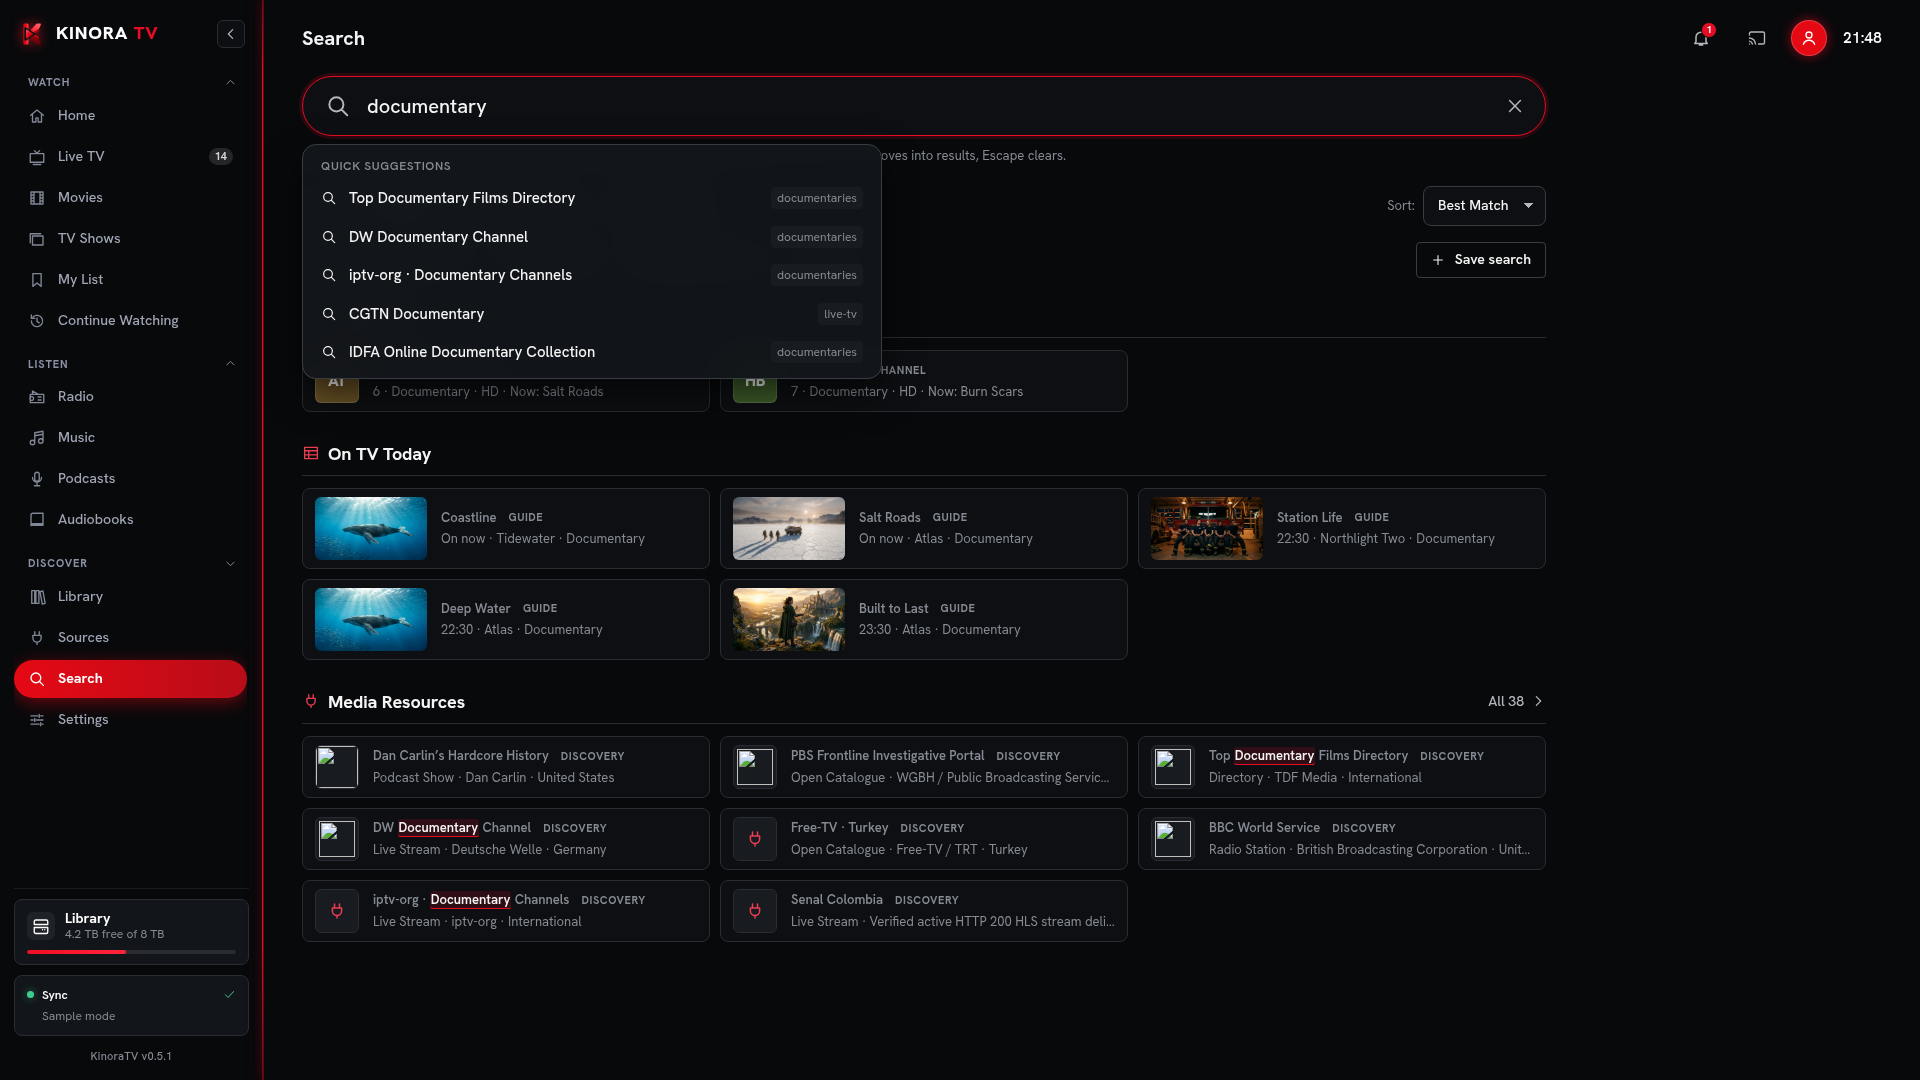 KINORA TV
WATCH
Home
Live TV 14
Movies
TV Shows
My List
Continue Watching
LISTEN
Radio
Music
Podcasts
Audiobooks
DISCOVER
Library
Sources
Search
Settings
Library
4.2 TB free of 8 TB
Sync
Sample mode
KinoraTV v0.5.1
Search
1
21:48
documentary
oves into results, Escape clears.
QUICK SUGGESTIONS
Top Documentary Films Directory documentaries
DW Documentary Channel documentaries
iptv-org · Documentary Channels documentaries
CGTN Documentary live-tv
IDFA Online Documentary Collection documentaries
Sort: Best Match
Save search
HANNEL
6 · Documentary · HD · Now: Salt Roads
7 · Documentary · HD · Now: Burn Scars
On TV Today
Coastline GUIDE
On now · Tidewater · Documentary
Salt Roads GUIDE
On now · Atlas · Documentary
Station Life GUIDE
22:30 · Northlight Two · Documentary
Deep Water GUIDE
22:30 · Atlas · Documentary
Built to Last GUIDE
23:30 · Atlas · Documentary
Media Resources
All 38
Dan Carlin’s Hardcore History DISCOVERY
Podcast Show · Dan Carlin · United States
PBS Frontline Investigative Portal DISCOVERY
Open Catalogue · WGBH / Public Broadcasting Servic...
Top Documentary Films Directory DISCOVERY
Directory · TDF Media · International
DW Documentary Channel DISCOVERY
Live Stream · Deutsche Welle · Germany
Free-TV · Turkey DISCOVERY
Open Catalogue · Free-TV / TRT · Turkey
BBC World Service DISCOVERY
Radio Station · British Broadcasting Corporation · Unit...
iptv-org · Documentary Channels DISCOVERY
Live Stream · iptv-org · International
Senal Colombia DISCOVERY
Live Stream · Verified active HTTP 200 HLS stream deli...